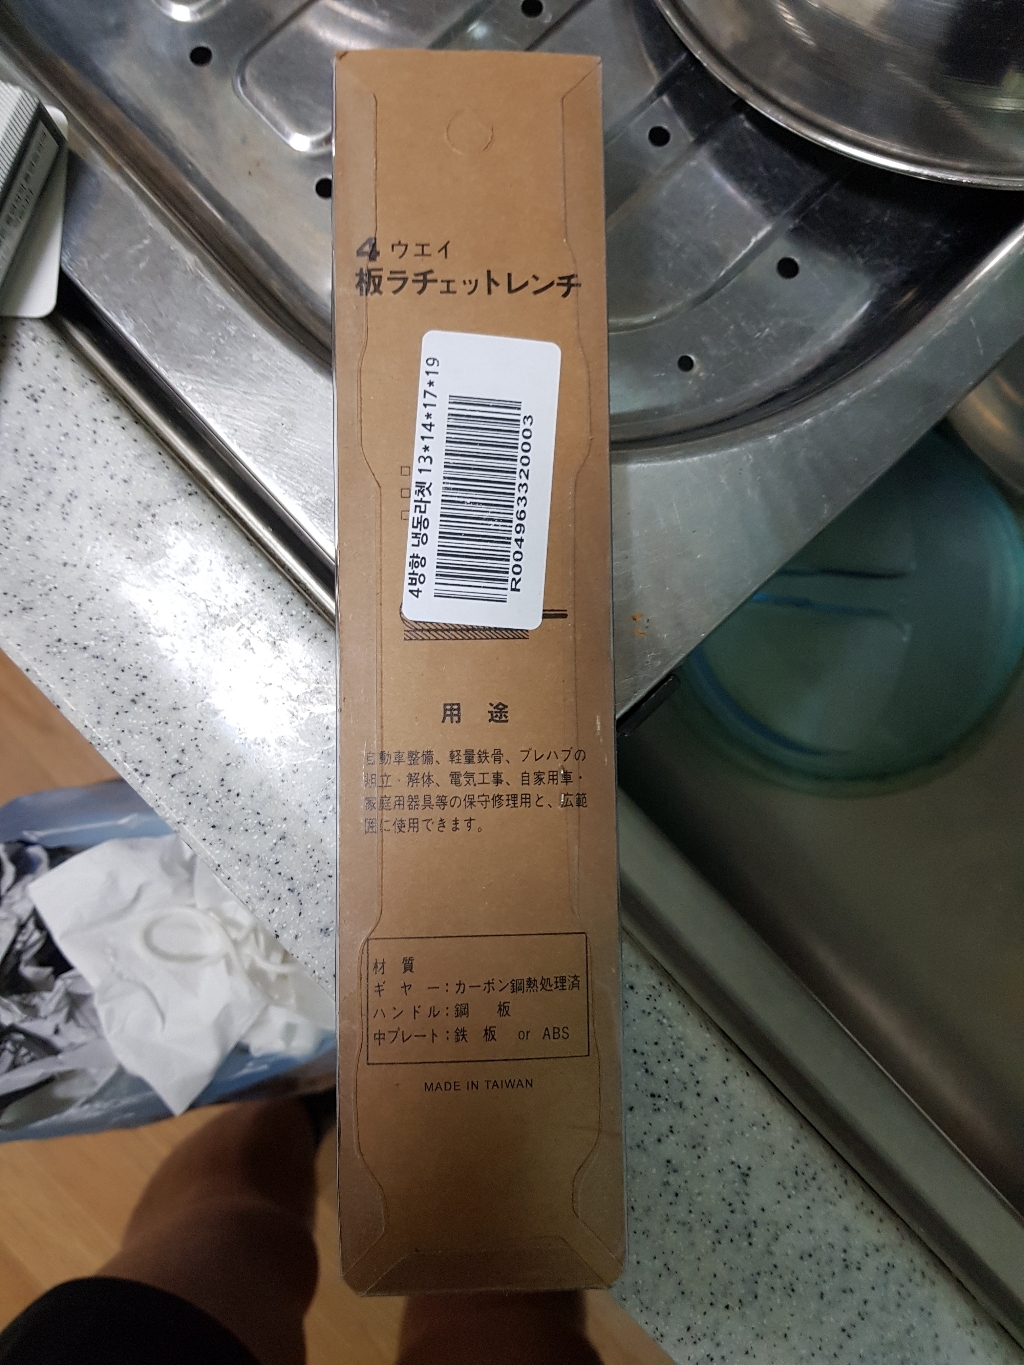 4 ウエイ
板ラチェットレンチ
4방향 냉동라쳇 13*14*17*19
R004963320003
用途
自動車整備、軽量鉄骨、プレハブの
組立・解体、電気工事、自家用車・
家庭用器具等の保守修理用と、広範
囲に使用できます。
材質
ギヤー：カーボン鋼熱処理済
ハンドル：鋼板
中プレート：鉄板 or ABS
MADE IN TAIWAN